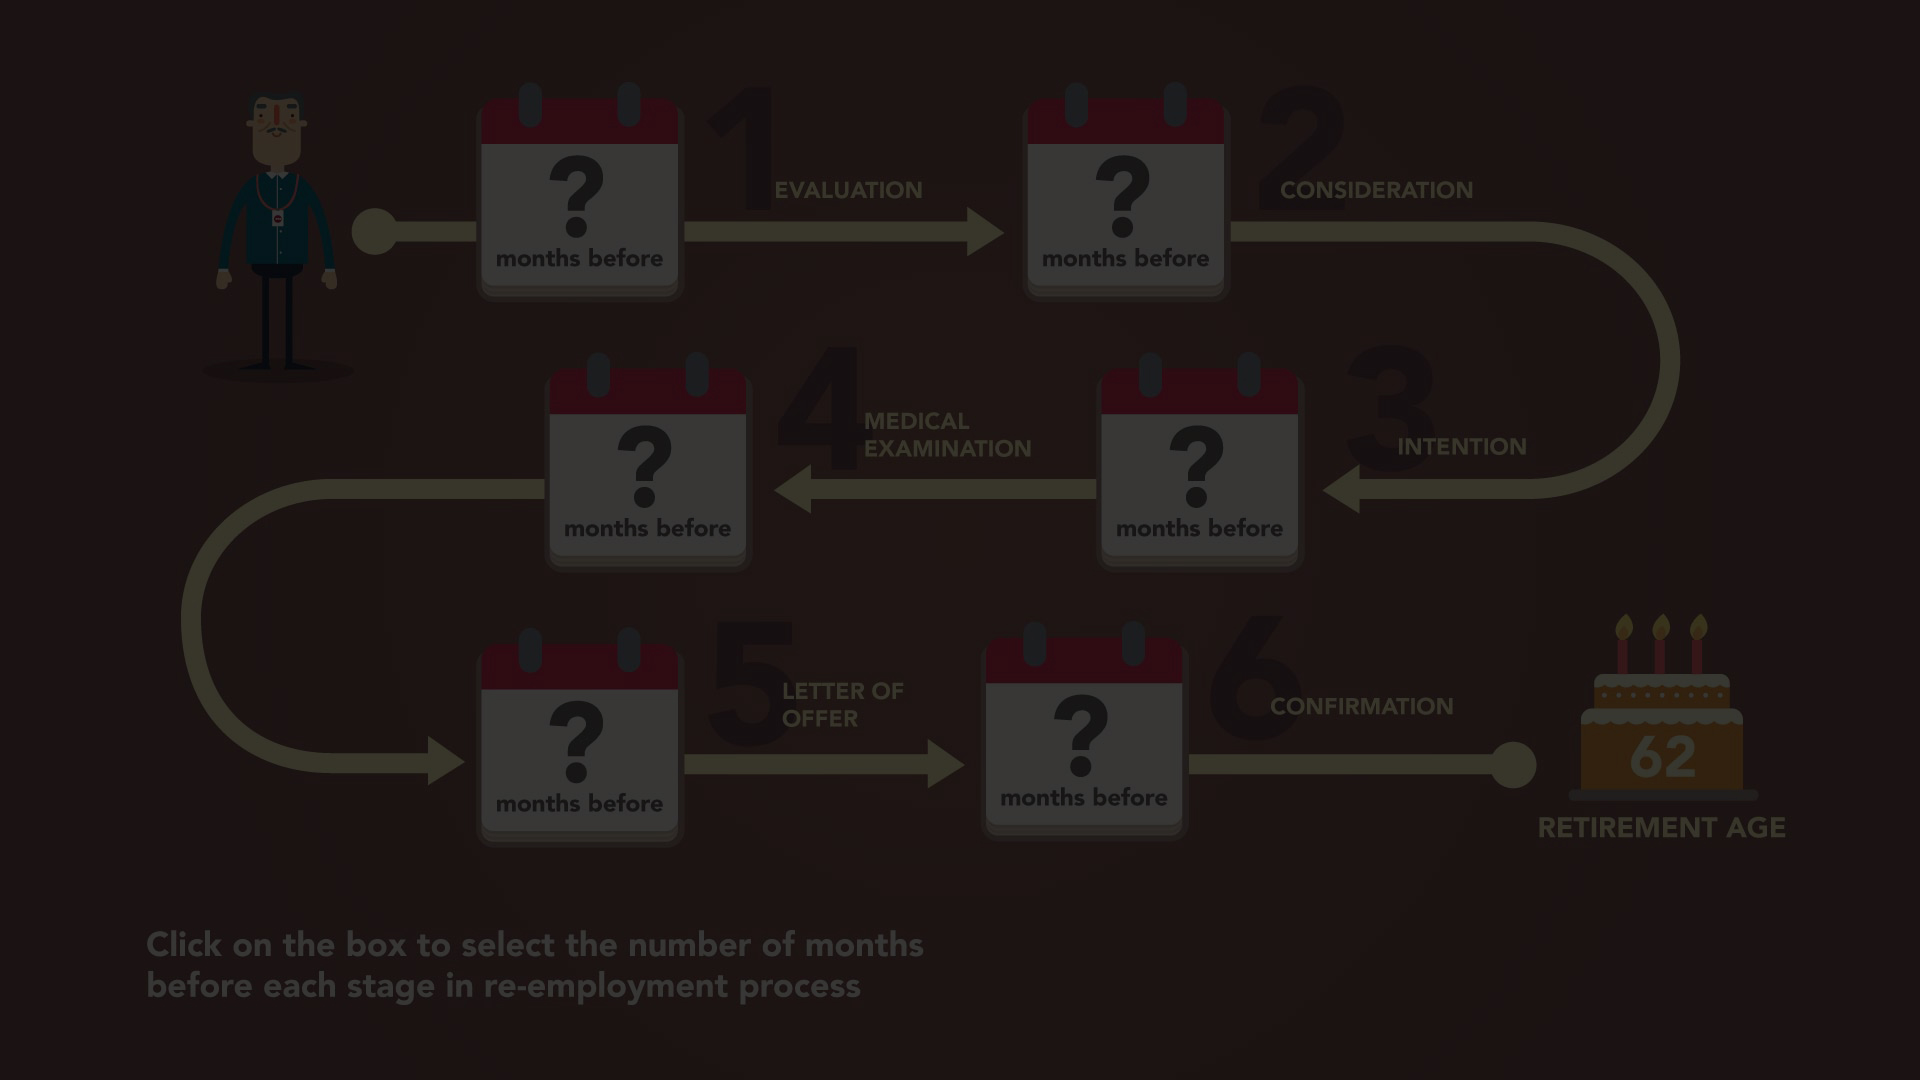 ?
months before
1
EVALUATION
?
months before
2
CONSIDERATION
?
months before
3
INTENTION
?
months before
4
MEDICAL
EXAMINATION
?
months before
5
LETTER OF
OFFER
?
months before
6
CONFIRMATION
62
RETIREMENT AGE
Click on the box to select the number of months
before each stage in re-employment process